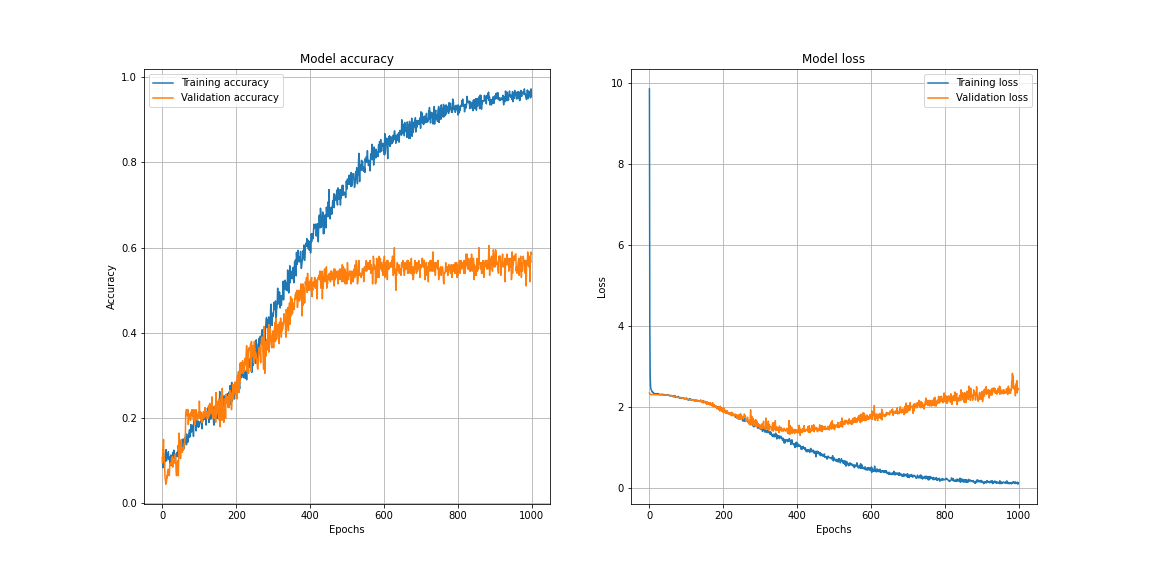 Model accuracy
Training accuracy
Validation accuracy
1.0
0.8
0.6
0.4
0.2
0.0
Accuracy
0
200
400
600
800
1000
Epochs
Model loss
Training loss
Validation loss
10
8
6
4
2
0
Loss
0
200
400
600
800
1000
Epochs